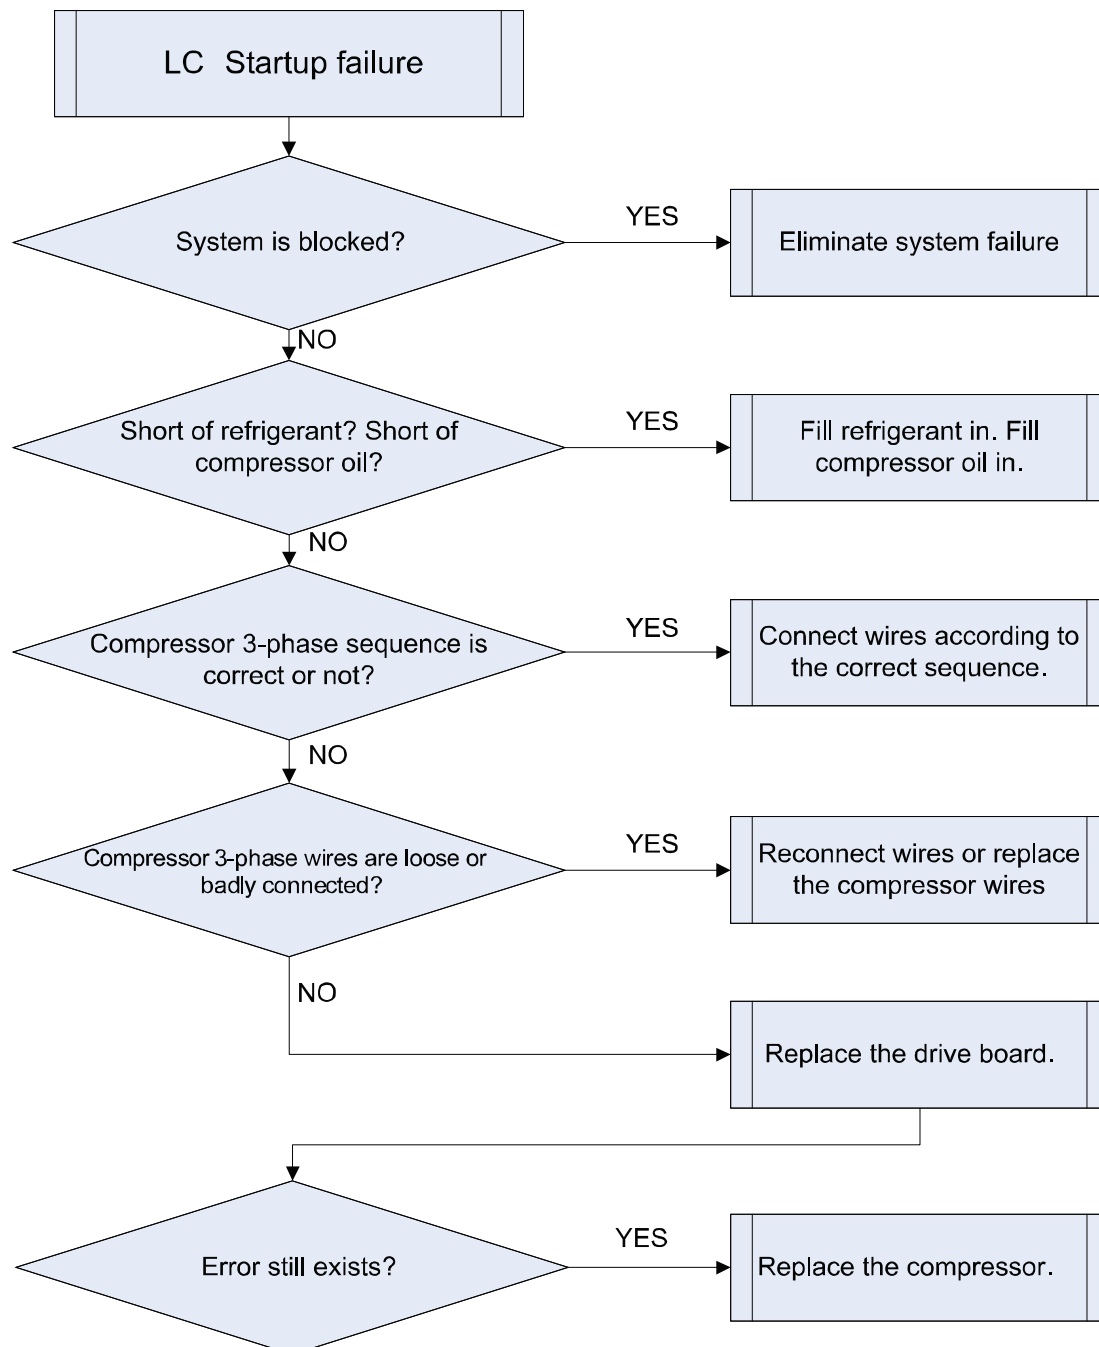 LC Startup failure
System is blocked?
YES
Eliminate system failure
NO
Short of refrigerant? Short of
compressor oil?
YES
Fill refrigerant in. Fill
compressor oil in.
NO
Compressor 3-phase sequence is
correct or not?
YES
Connect wires according to
the correct sequence.
NO
Compressor 3-phase wires are loose or
badly connected?
YES
Reconnect wires or replace
the compressor wires
NO
Replace the drive board.
Error still exists?
YES
Replace the compressor.